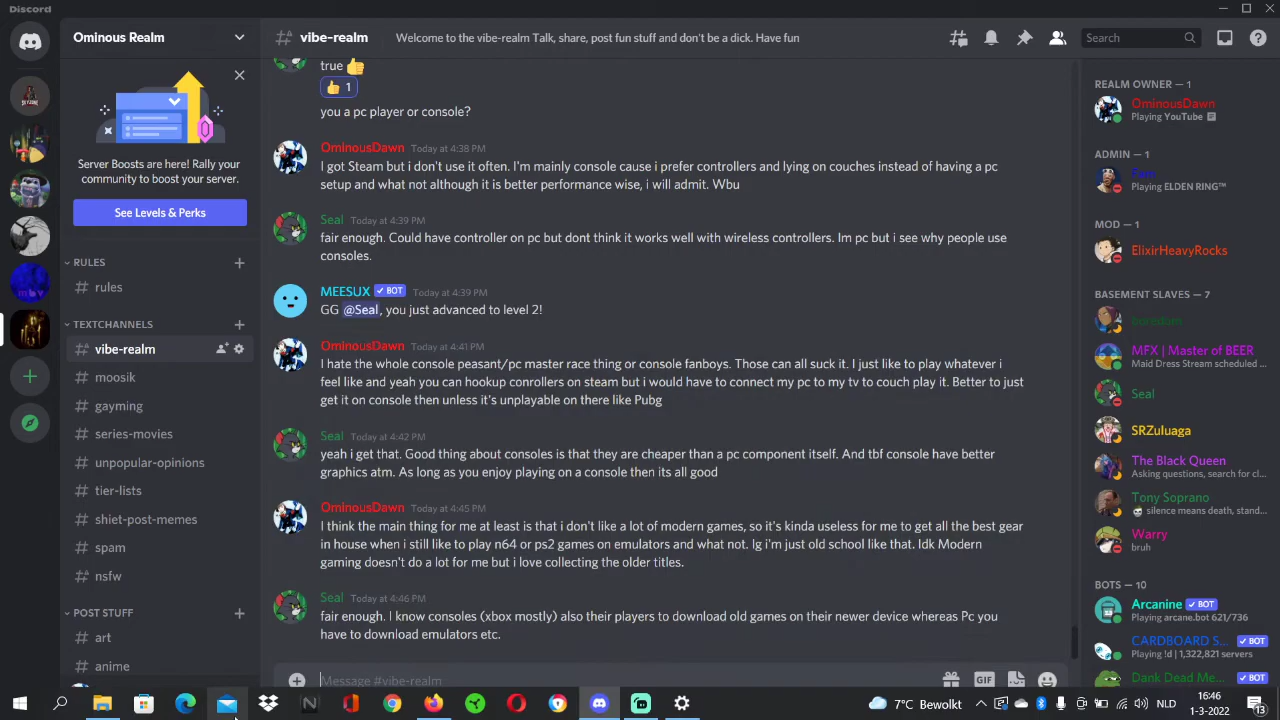 Discord
Ominous Realm
Server Boosts are here! Rally your
community to boost your server.
See Levels & Perks
RULES
rules
TEXTCHANNELS
vibe-realm
moosik
gayming
series-movies
unpopular-opinions
tier-lists
shiet-post-memes
spam
nsfw
POST STUFF
art
anime
vibe-realm
Welcome to the vibe-realm Talk, share, post fun stuff and don't be a dick. Have fun
Search
true 👍
👍 1
you a pc player or console?
OminousDawn Today at 4:38 PM
I got Steam but i don't use it often. I'm mainly console cause i prefer controllers and lying on couches instead of having a pc
setup and what not although it is better performance wise, i will admit. Wbu
Seal Today at 4:39 PM
fair enough. Could have controller on pc but dont think it works well with wireless controllers. Im pc but i see why people use
consoles.
MEESUX ✓ BOT Today at 4:39 PM
GG @Seal, you just advanced to level 2!
OminousDawn Today at 4:41 PM
I hate the whole console peasant/pc master race thing or console fanboys. Those can all suck it. I just like to play whatever i
feel like and yeah you can hookup conrollers on steam but i would have to connect my pc to my tv to couch play it. Better to just
get it on console then unless it's unplayable on there like Pubg
Seal Today at 4:42 PM
yeah i get that. Good thing about consoles is that they are cheaper than a pc component itself. And tbf console have better
graphics atm. As long as you enjoy playing on a console then its all good
OminousDawn Today at 4:45 PM
I think the main thing for me at least is that i don't like a lot of modern games, so it's kinda useless for me to get all the best gear
in house when i still like to play n64 or ps2 games on emulators and what not. Ig i'm just old school like that. Idk Modern
gaming doesn't do a lot for me but i love collecting the older titles.
Seal Today at 4:46 PM
fair enough. I know consoles (xbox mostly) also their players to download old games on their newer device whereas Pc you
have to download emulators etc.
Message #vibe-realm
GIF
REALM OWNER — 1
OminousDawn
Playing YouTube
ADMIN — 1
Playing ELDEN RING™
MOD — 1
ElixirHeavyRocks
BASEMENT SLAVES — 7
boredom
MFX | Master of BEER
Maid Dress Stream scheduled ...
Seal
SRZuluaga
The Black Queen
Asking questions, search for cl...
Tony Soprano
silence means death, stand...
Warry
bruh
BOTS — 10
Arcanine ✓ BOT
Playing arcane.bot 621/736
CARDBOARD S... ✓ BOT
Playing !d | 1,322,821 servers
Dank Dead Me... ✓ BOT
7°C Bewolkt
NLD
16:46
1-3-2022
13